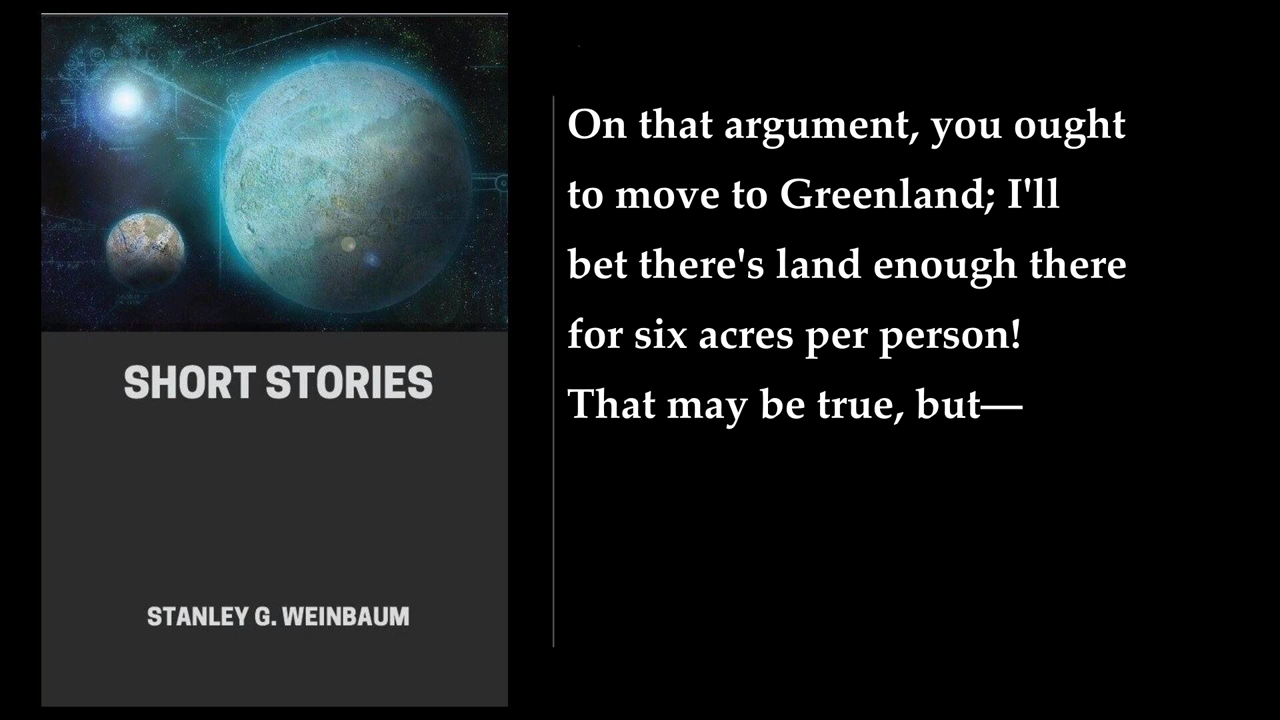 SHORT STORIES
STANLEY G. WEINBAUM
On that argument, you ought
to move to Greenland; I'll
bet there's land enough there
for six acres per person!
That may be true, but—